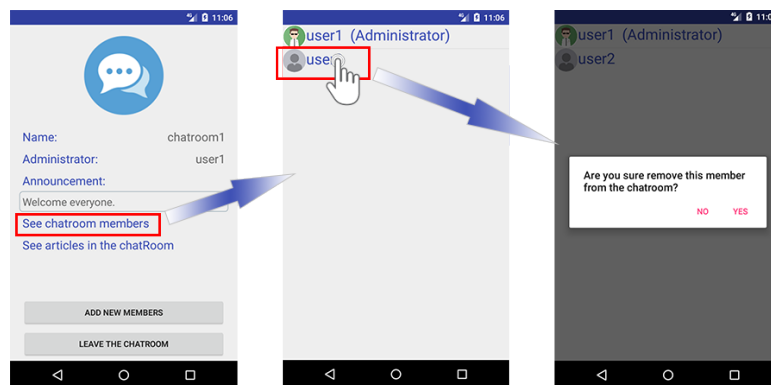 11:06
Name: chatroom1
Administrator: user1
Announcement:
Welcome everyone.
See chatroom members
See articles in the chatRoom
ADD NEW MEMBERS
LEAVE THE CHATROOM
11:06
user1 (Administrator)
use
11:06
user1 (Administrator)
user2
Are you sure remove this member
from the chatroom?
NO YES